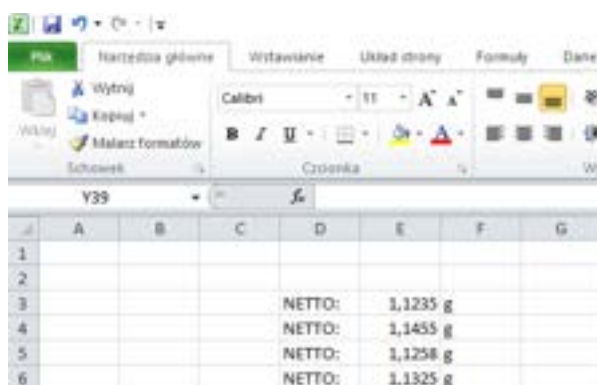 Plik Narzędzia główne Wstawianie Układ strony Formuły Dane
Wytnij
Kopiuj
Wklej
Malarz formatów
Calibri 11 A A
B I U A
Schowek Czcionka
Y39 fx
A B C D E F G
1
2
3 NETTO: 1,1235 g
4 NETTO: 1,1455 g
5 NETTO: 1,1258 g
6 NETTO: 1,1325 g